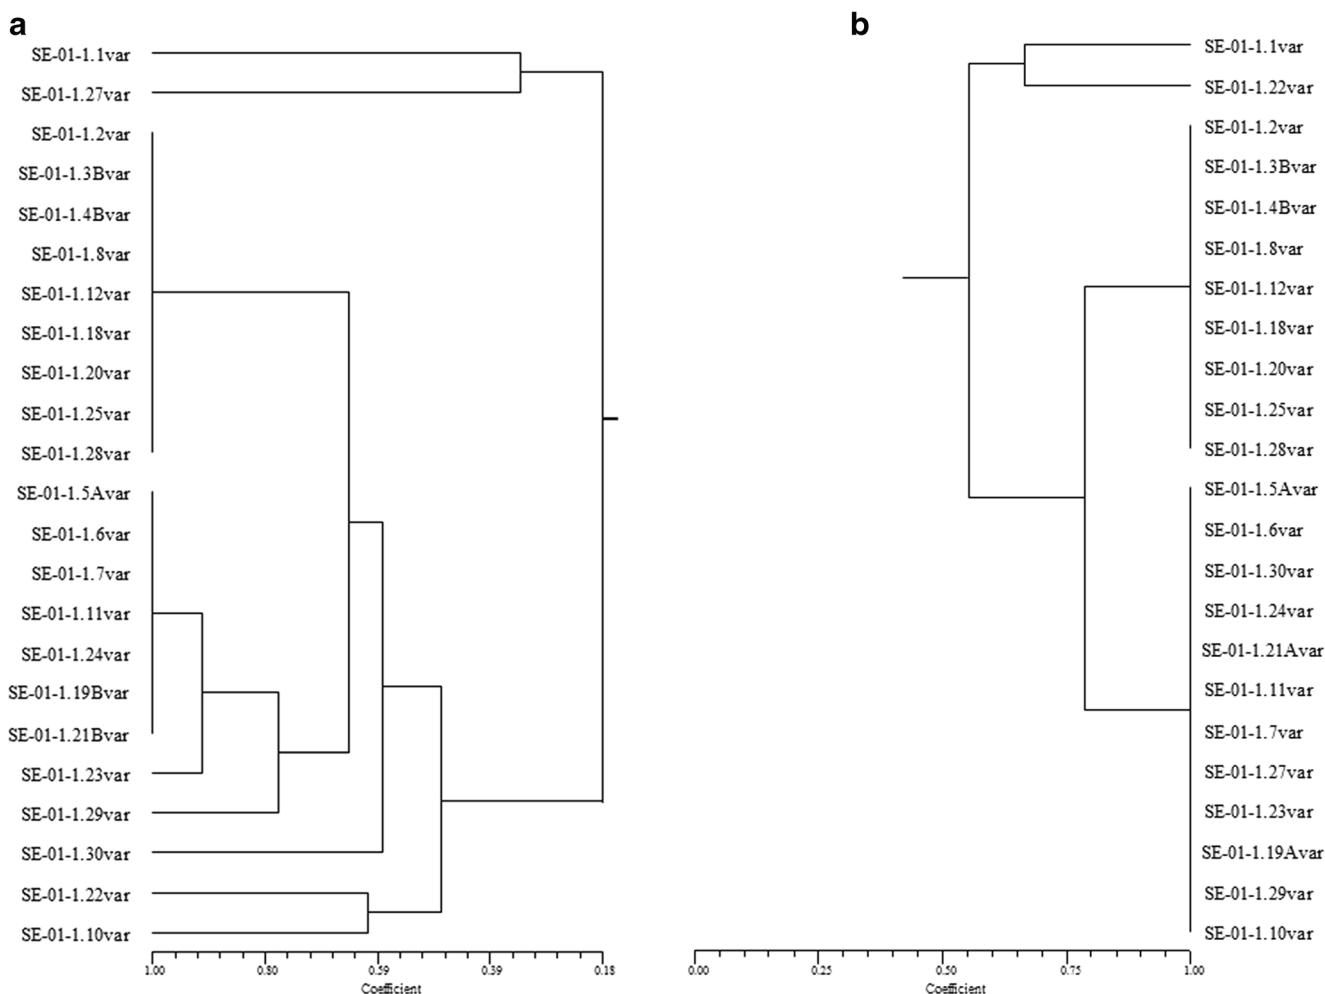 a
SE-01-1.1var
SE-01-1.27var
SE-01-1.2var
SE-01-1.3Bvar
SE-01-1.4Bvar
SE-01-1.8var
SE-01-1.12var
SE-01-1.18var
SE-01-1.20var
SE-01-1.25var
SE-01-1.28var
SE-01-1.5Avar
SE-01-1.6var
SE-01-1.7var
SE-01-1.11var
SE-01-1.24var
SE-01-1.19Bvar
SE-01-1.21Bvar
SE-01-1.23var
SE-01-1.29var
SE-01-1.30var
SE-01-1.22var
SE-01-1.10var
1.00 0.80 0.59 0.39 0.18
Coefficient
b
SE-01-1.1var
SE-01-1.22var
SE-01-1.2var
SE-01-1.3Bvar
SE-01-1.4Bvar
SE-01-1.8var
SE-01-1.12var
SE-01-1.18var
SE-01-1.20var
SE-01-1.25var
SE-01-1.28var
SE-01-1.5Avar
SE-01-1.6var
SE-01-1.30var
SE-01-1.24var
SE-01-1.21Avar
SE-01-1.11var
SE-01-1.7var
SE-01-1.27var
SE-01-1.23var
SE-01-1.19Avar
SE-01-1.29var
SE-01-1.10var
0.00 0.25 0.50 0.75 1.00
Coefficient